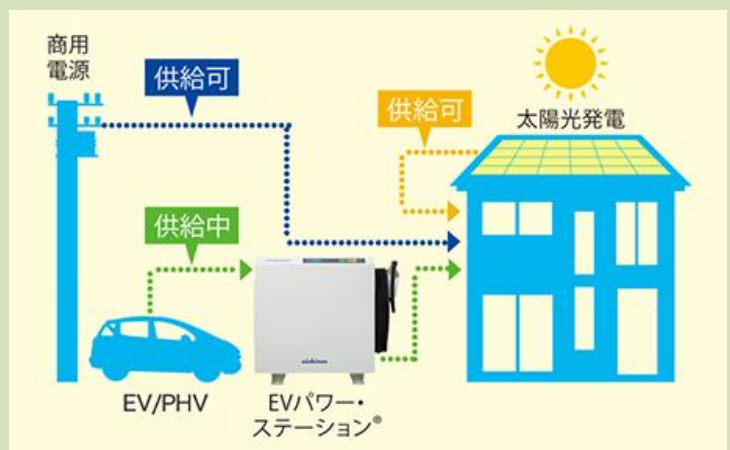 商用
電源
供給可
供給可
太陽光発電
供給中
nichicon
EV/PHV
EVパワー・
ステーション®